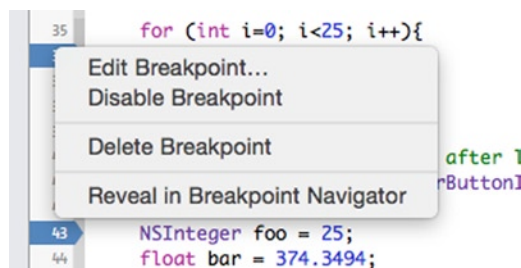 35 for (int i=0; i<25; i++){
Edit Breakpoint...
Disable Breakpoint
Delete Breakpoint
after
Reveal in Breakpoint Navigator
43 NSInteger foo = 25;
44 float bar = 374.3494;